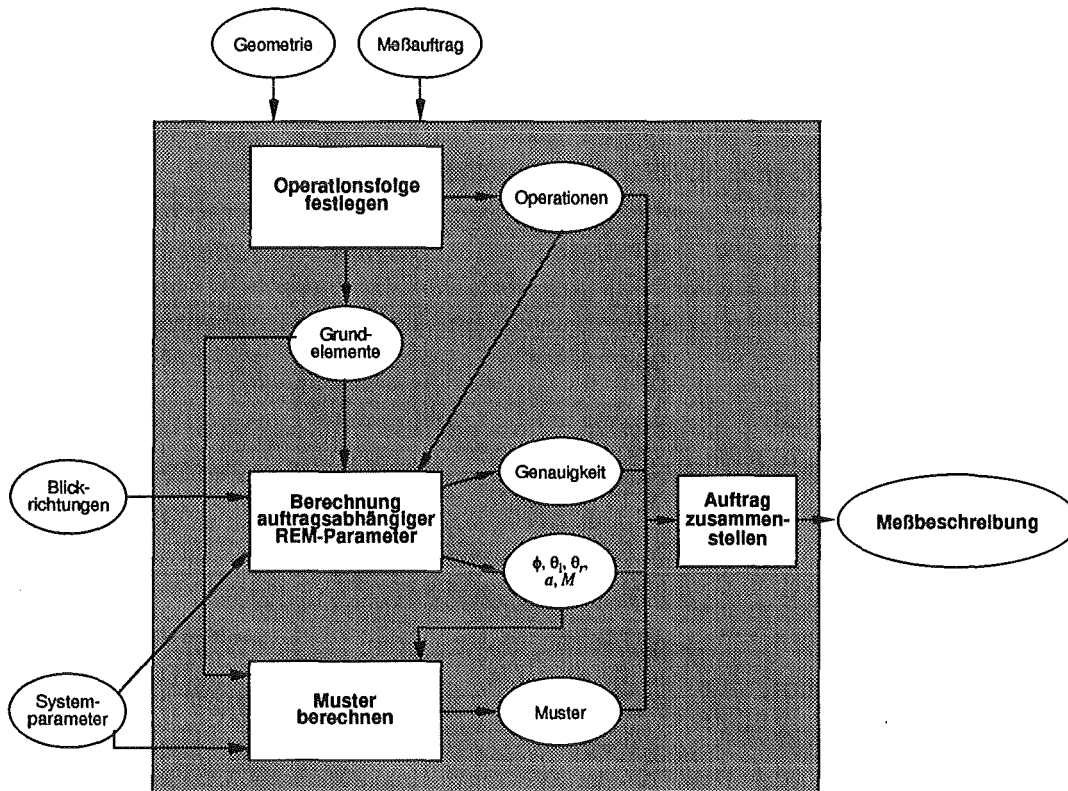 Geometrie
Meßauftrag
Operationsfolge
festlegen
Operationen
Grund-
elemente
Blick-
richtungen
Berechnung
auftragsabhängiger
REM-Parameter
Genauigkeit
Auftrag
zusammen-
stellen
Meßbeschreibung
ϕ, θl, θr,
a, M
System-
parameter
Muster
berechnen
Muster